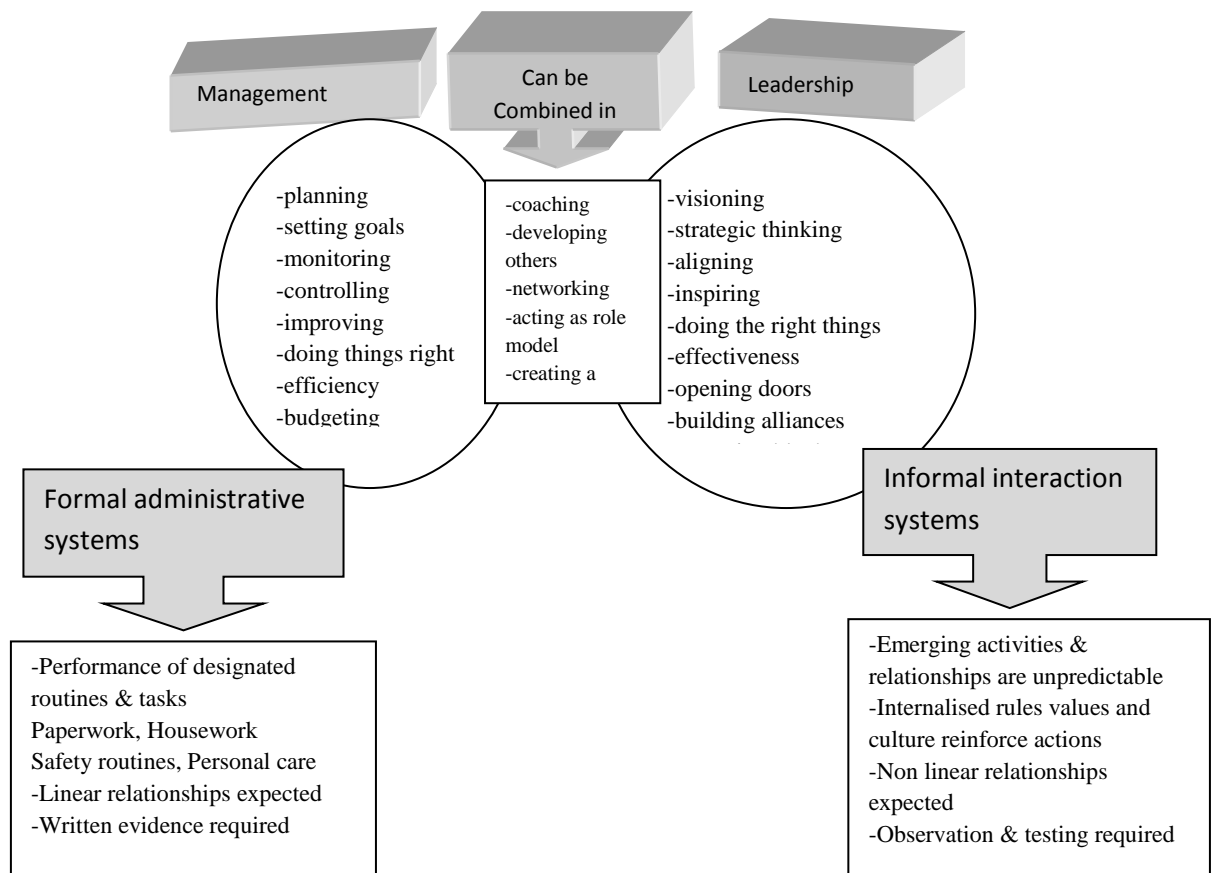 Management
Can be
Combined in
Leadership
-planning
-setting goals
-monitoring
-controlling
-improving
-doing things right
-efficiency
-budgeting
-coaching
-developing
others
-networking
-acting as role
model
-creating a
-visioning
-strategic thinking
-aligning
-inspiring
-doing the right things
-effectiveness
-opening doors
-building alliances
Formal administrative
systems
Informal interaction
systems
-Performance of designated
routines & tasks
Paperwork, Housework
Safety routines, Personal care
-Linear relationships expected
-Written evidence required
-Emerging activities &
relationships are unpredictable
-Internalised rules values and
culture reinforce actions
-Non linear relationships
expected
-Observation & testing required